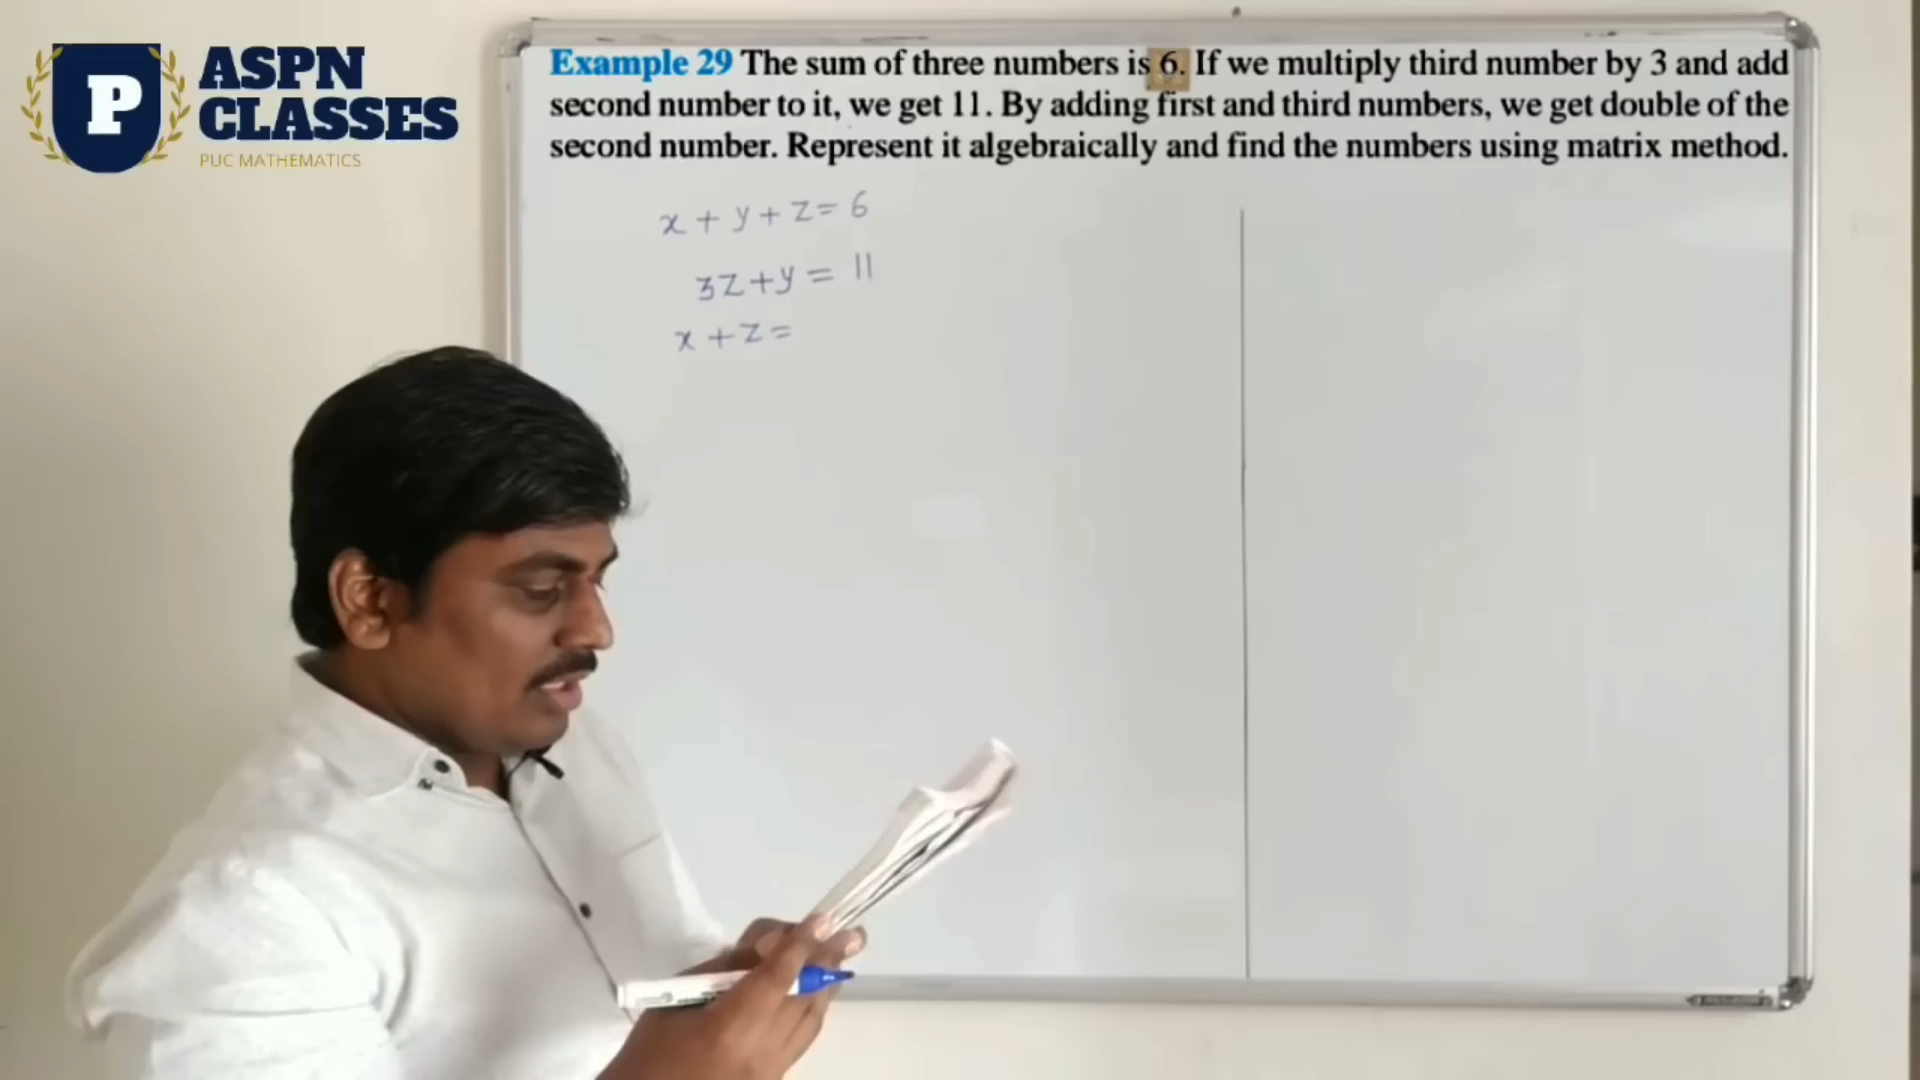 P
ASPN
CLASSES
PUC MATHEMATICS
Example 29 The sum of three numbers is 6. If we multiply third number by 3 and add
second number to it, we get 11. By adding first and third numbers, we get double of the
second number. Represent it algebraically and find the numbers using matrix method.
x + y + z = 6
3z + y = 11
x + z =